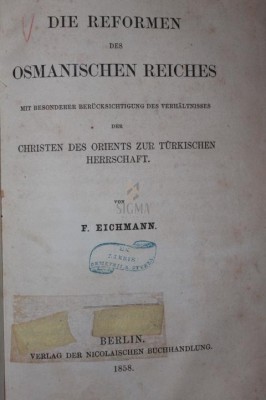 DIE REFORMEN
DES
OSMANISCHEN REICHES
MIT BESONDERER BERÜCKSICHTIGUNG DES VERHÄLTNISSES
DER
CHRISTEN DES ORIENTS ZUR TÜRKISCHEN
HERRSCHAFT.
VON
SIGMA
F. EICHMANN.
BERLIN.
VERLAG DER NICOLAISCHEN BUCHHANDLUNG.
1858.